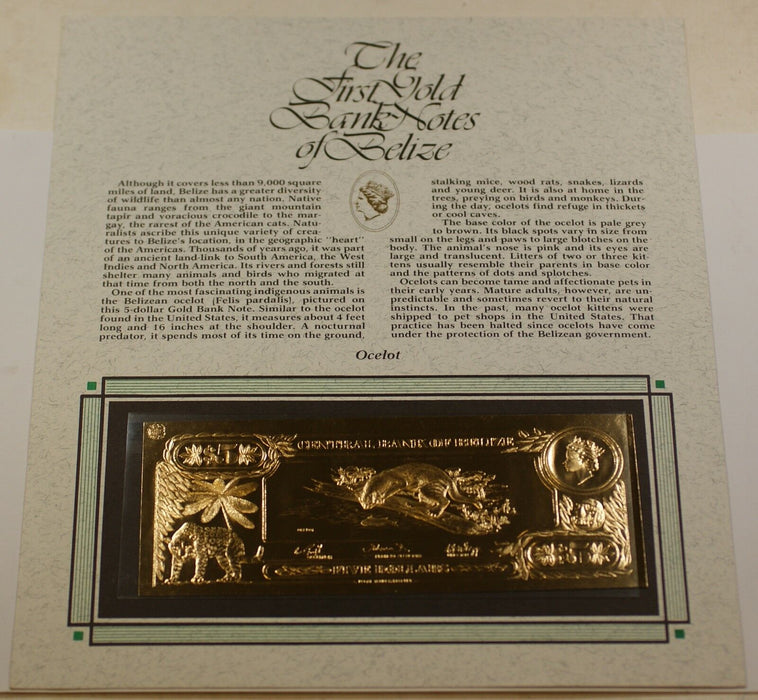 The
First Gold
Bank Notes
of Belize
Although it covers less than 9,000 square
miles of land, Belize has a greater diversity
of wildlife than almost any nation. Native
fauna ranges from the giant mountain
tapir and voracious crocodile to the mar-
gay, the rarest of the American cats. Natu-
ralists ascribe this unique variety of crea-
tures to Belize's location, in the geographic "heart"
of the Americas. Thousands of years ago, it was part
of an ancient land-link to South America, the West
Indies and North America. Its rivers and forests still
shelter many animals and birds who migrated at
that time from both the north and the south.
One of the most fascinating indigenous animals is
the Belizean ocelot (Felis pardalis), pictured on
this 5-dollar Gold Bank Note. Similar to the ocelot
found in the United States, it measures about 4 feet
long and 16 inches at the shoulder. A nocturnal
predator, it spends most of its time on the ground,
stalking mice, wood rats, snakes, lizards
and young deer. It is also at home in the
trees, preying on birds and monkeys. Dur-
ing the day, ocelots find refuge in thickets
or cool caves.
The base color of the ocelot is pale grey
to brown. Its black spots vary in size from
small on the legs and paws to large blotches on the
body. The animal's nose is pink and its eyes are
large and translucent. Litters of two or three kit-
tens usually resemble their parents in base color
and the patterns of dots and splotches.
Ocelots can become tame and affectionate pets in
their early years. Mature adults, however, are un-
predictable and sometimes revert to their natural
instincts. In the past, many ocelot kittens were
shipped to pet shops in the United States. That
practice has been halted since ocelots have come
under the protection of the Belizean government.
Ocelot
CENTRAL BANK OF BELIZE
$5
$5
FIVE DOLLARS